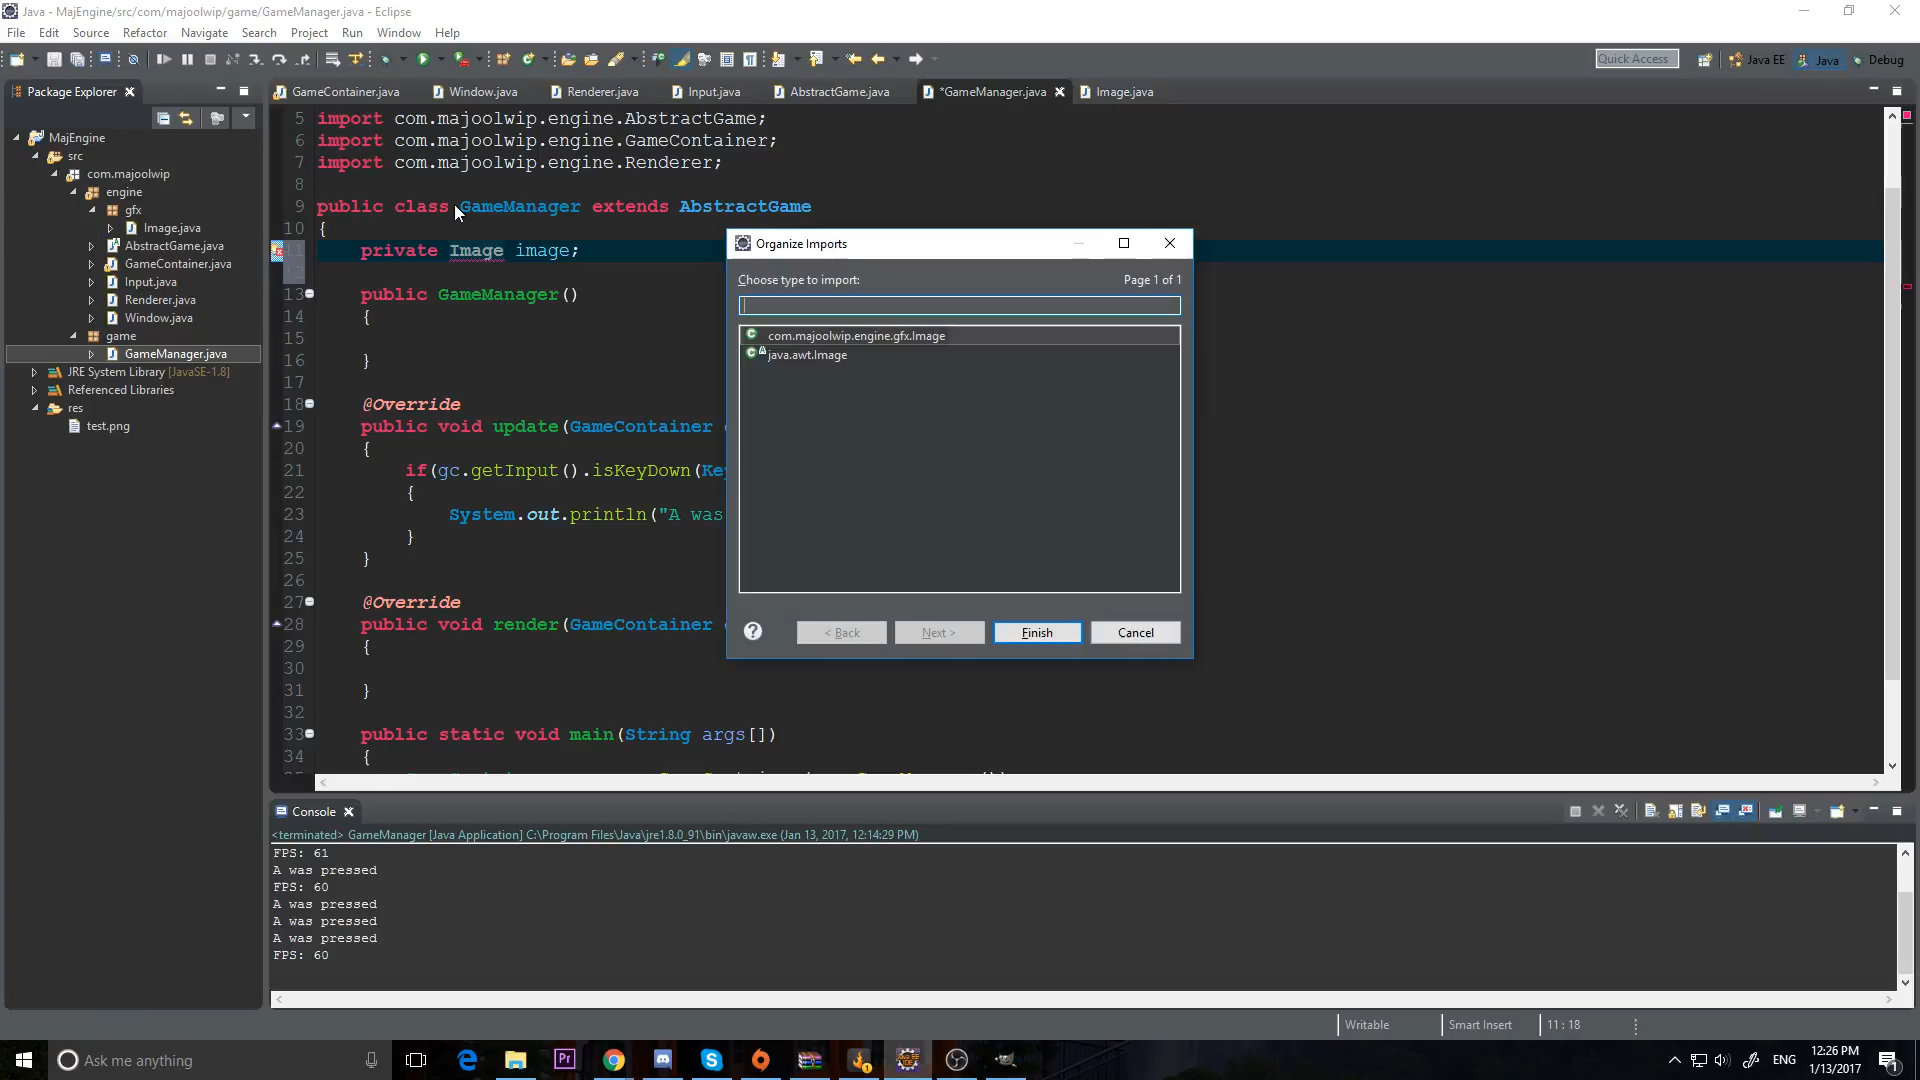 Java - MajEngine/src/com/majoolwip/game/GameManager.java - Eclipse
File Edit Source Refactor Navigate Search Project Run Window Help
Quick Access Java EE Java Debug
Package Explorer
GameContainer.java Window.java Renderer.java Input.java AbstractGame.java *GameManager.java Image.java
MajEngine
src
com.majoolwip
engine
gfx
Image.java
AbstractGame.java
GameContainer.java
Input.java
Renderer.java
Window.java
game
GameManager.java
JRE System Library [JavaSE-1.8]
Referenced Libraries
res
test.png
5 import com.majoolwip.engine.AbstractGame;
6 import com.majoolwip.engine.GameContainer;
7 import com.majoolwip.engine.Renderer;
8
9 public class GameManager extends AbstractGame
10 {
11 private Image image;
13 public GameManager()
14 {
15
16 }
17
18 @Override
19 public void update(GameContainer
20 {
21 if(gc.getInput().isKeyDown(Key
22 {
23 System.out.println("A was
24 }
25 }
26
27 @Override
28 public void render(GameContainer
29 {
30
31 }
32
33 public static void main(String args[])
34 {
Organize Imports
Choose type to import: Page 1 of 1
com.majoolwip.engine.gfx.Image
java.awt.Image
? < Back Next > Finish Cancel
Console
<terminated> GameManager [Java Application] C:\Program Files\Java\jre1.8.0_91\bin\javaw.exe (Jan 13, 2017, 12:14:29 PM)
FPS: 61
A was pressed
FPS: 60
A was pressed
A was pressed
A was pressed
FPS: 60
Writable Smart Insert 11 : 18
Ask me anything
ENG
12:26 PM
1/13/2017